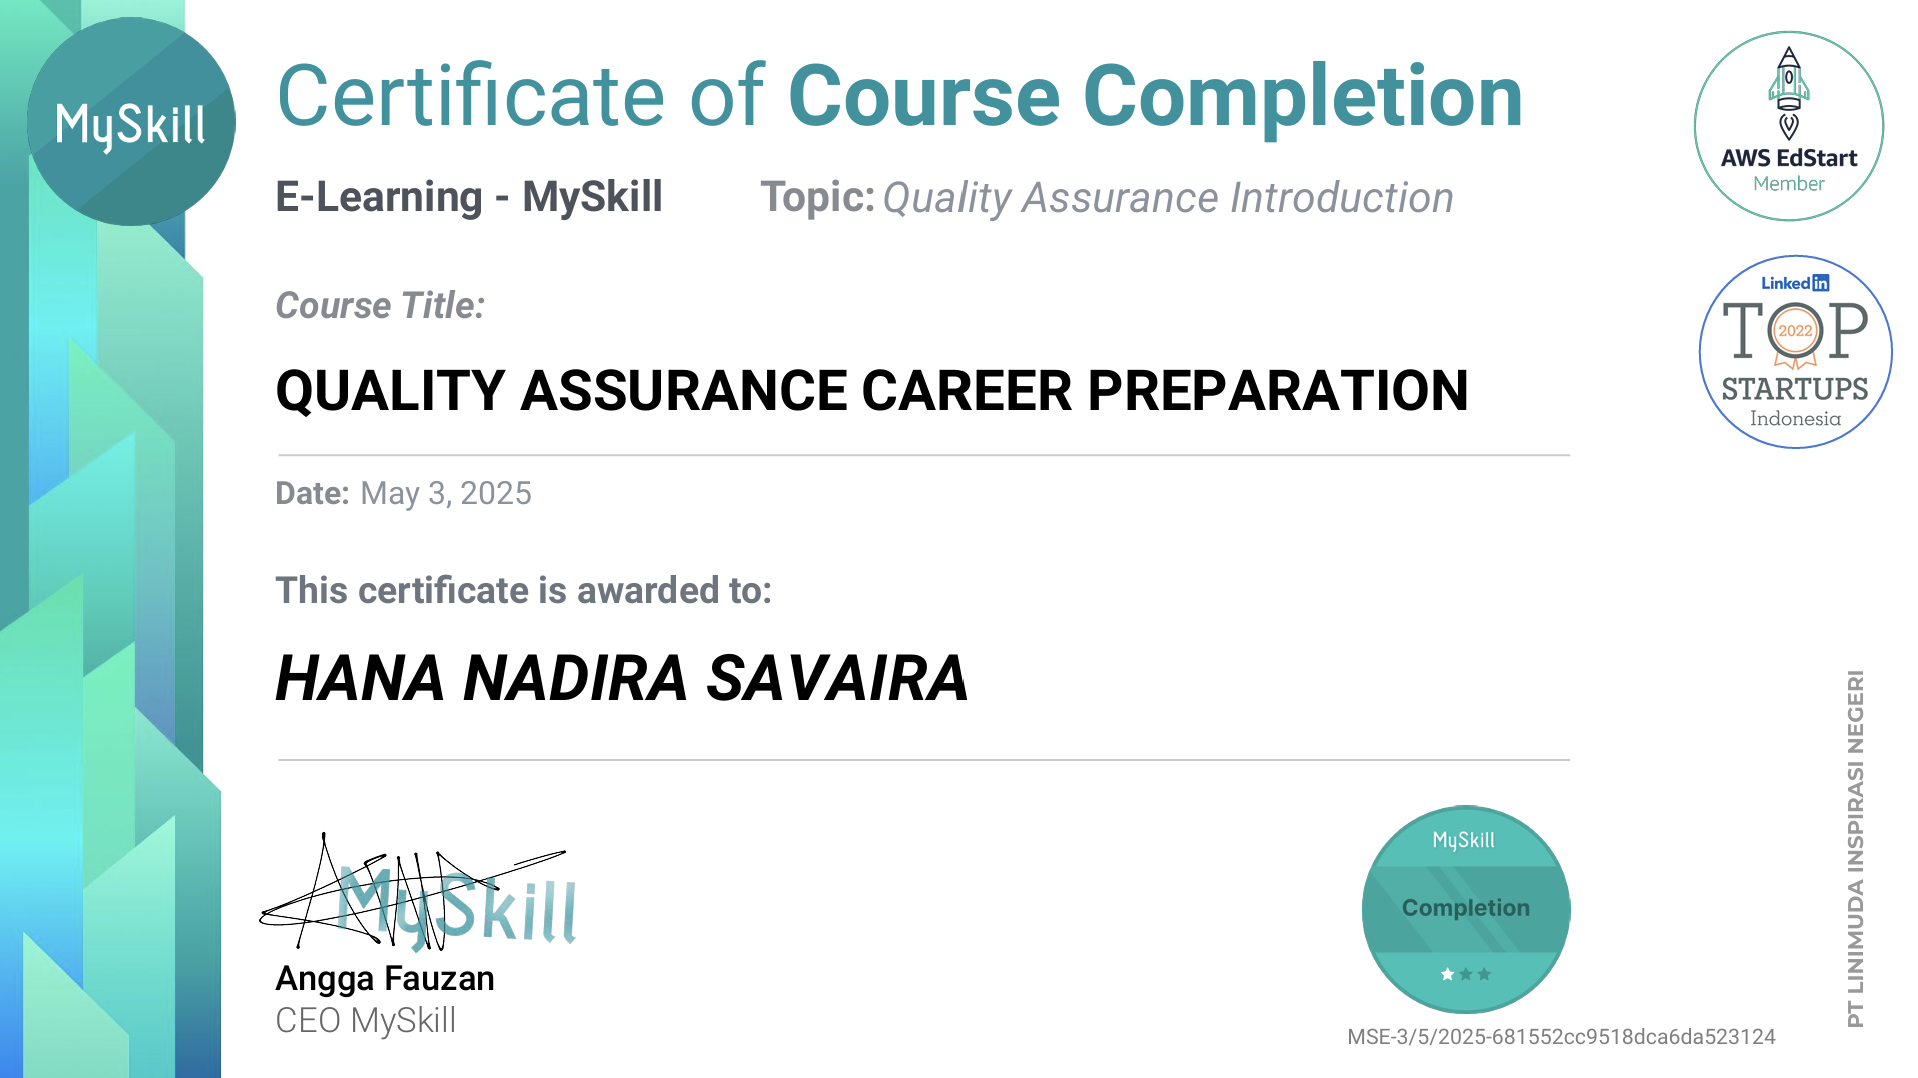 MySkill
Certificate of Course Completion
E-Learning - MySkill
Topic: Quality Assurance Introduction
AWS EdStart
Member
Linked in
TOP
2022
STARTUPS
Indonesia
Course Title:
QUALITY ASSURANCE CAREER PREPARATION
Date: May 3, 2025
This certificate is awarded to:
HANA NADIRA SAVAIRA
MySkill
Angga Fauzan
CEO MySkill
MySkill
Completion
MSE-3/5/2025-681552cc9518dca6da523124
PT LINIMUDA INSPIRASI NEGERI